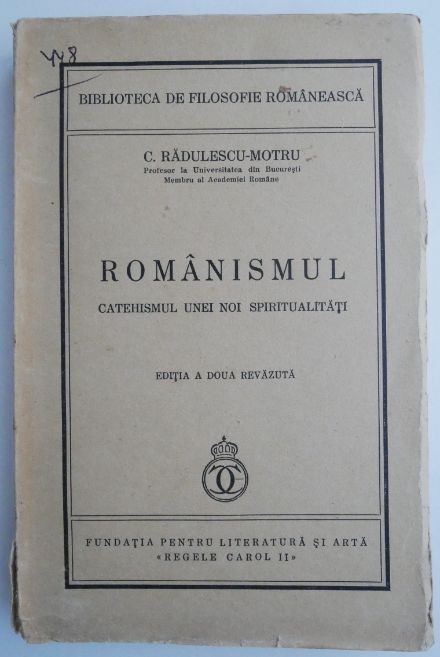 BIBLIOTECA DE FILOSOFIE ROMÂNEASCĂ
C. RĂDULESCU-MOTRU
Profesor la Universitatea din București
Membru al Academiei Române
ROMÂNISMUL
CATEHISMUL UNEI NOI SPIRITUALITĂȚI
EDIȚIA A DOUA REVĂZUTĂ
FUNDAȚIA PENTRU LITERATURĂ ȘI ARTĂ
«REGELE CAROL II»